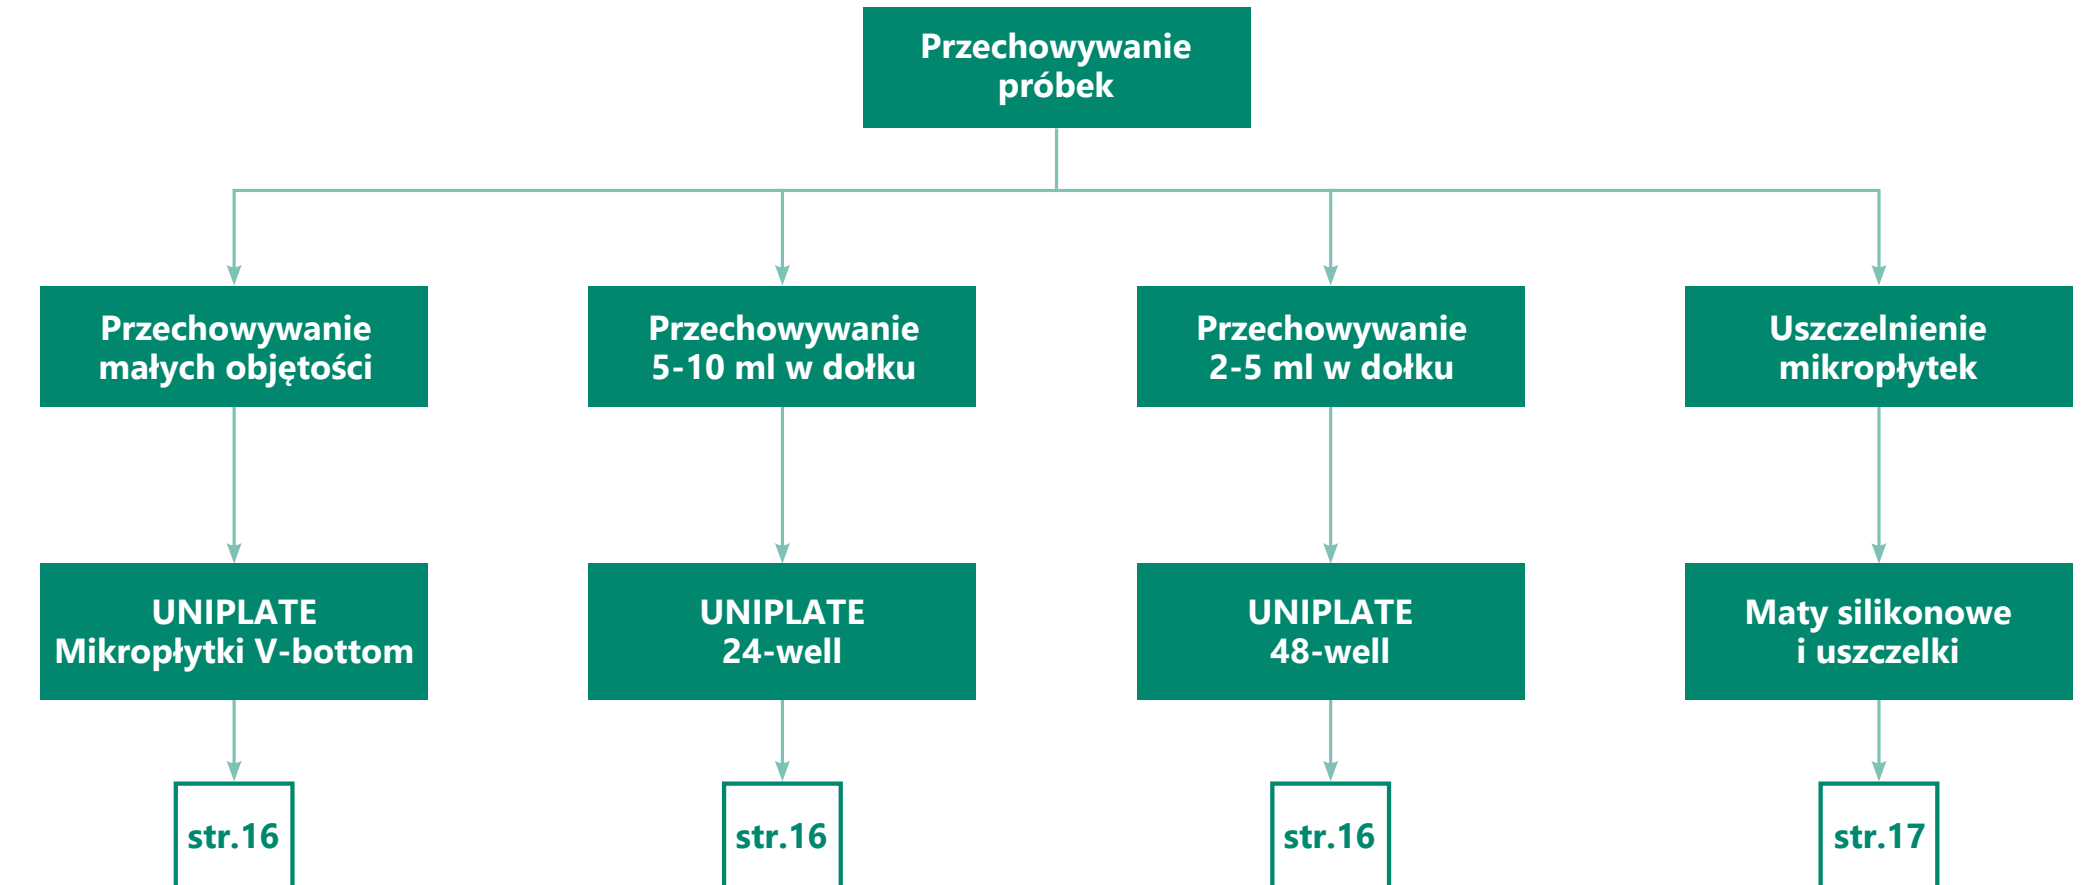 Przechowywanie
próbek
Przechowywanie
małych objętości
Przechowywanie
5-10 ml w dołku
Przechowywanie
2-5 ml w dołku
Uszczelnienie
mikropłytek
UNIPLATE
Mikropłytki V-bottom
UNIPLATE
24-well
UNIPLATE
48-well
Maty silikonowe
i uszczelki
str.16
str.16
str.16
str.17